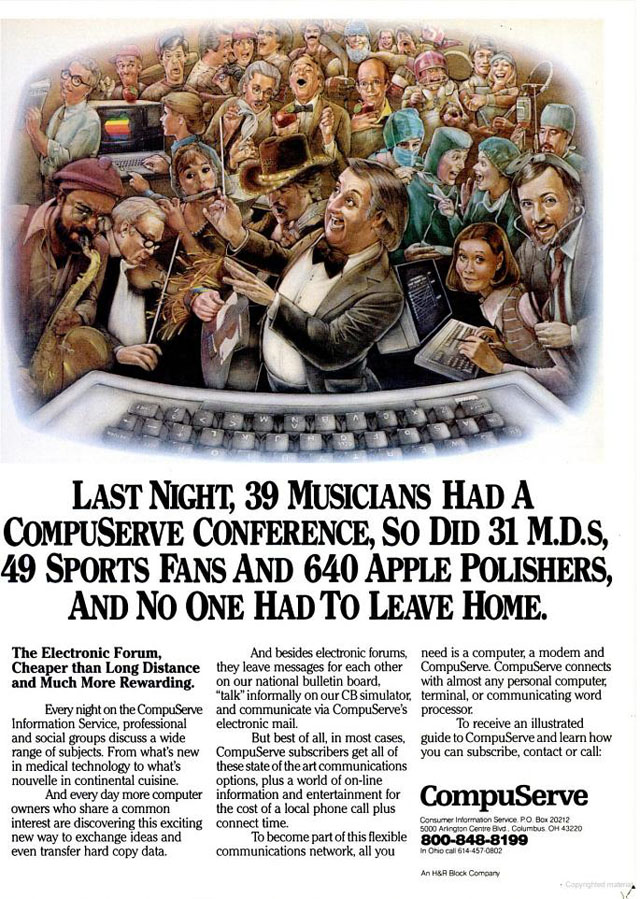 LAST NIGHT, 39 MUSICIANS HAD A
COMPUSERVE CONFERENCE, SO DID 31 M.D.S,
49 SPORTS FANS AND 640 APPLE POLISHERS,
AND NO ONE HAD TO LEAVE HOME.
The Electronic Forum,
Cheaper than Long Distance
and Much More Rewarding.
Every night on the CompuServe
Information Service, professional
and social groups discuss a wide
range of subjects. From what's new
in medical technology to what's
nouvelle in continental cuisine.
And every day more computer
owners who share a common
interest are discovering this exciting
new way to exchange ideas and
even transfer hard copy data.
And besides electronic forums,
they leave messages for each other
on our national bulletin board,
“talk” informally on our CB simulator,
and communicate via CompuServe's
electronic mail.
But best of all, in most cases,
CompuServe subscribers get all of
these state of the art communications
options, plus a world of on-line
information and entertainment for
the cost of a local phone call plus
connect time.
To become part of this flexible
communications network, all you
need is a computer, a modem and
CompuServe. CompuServe connects
with almost any personal computer,
terminal, or communicating word
processor.
To receive an illustrated
guide to CompuServe and learn how
you can subscribe, contact or call:
CompuServe
Consumer Information Service, P.O. Box 20212
5000 Arlington Centre Blvd., Columbus, OH 43220
800-848-8199
In Ohio call 614-457-0802
An H&R Block Company
Copyrighted material